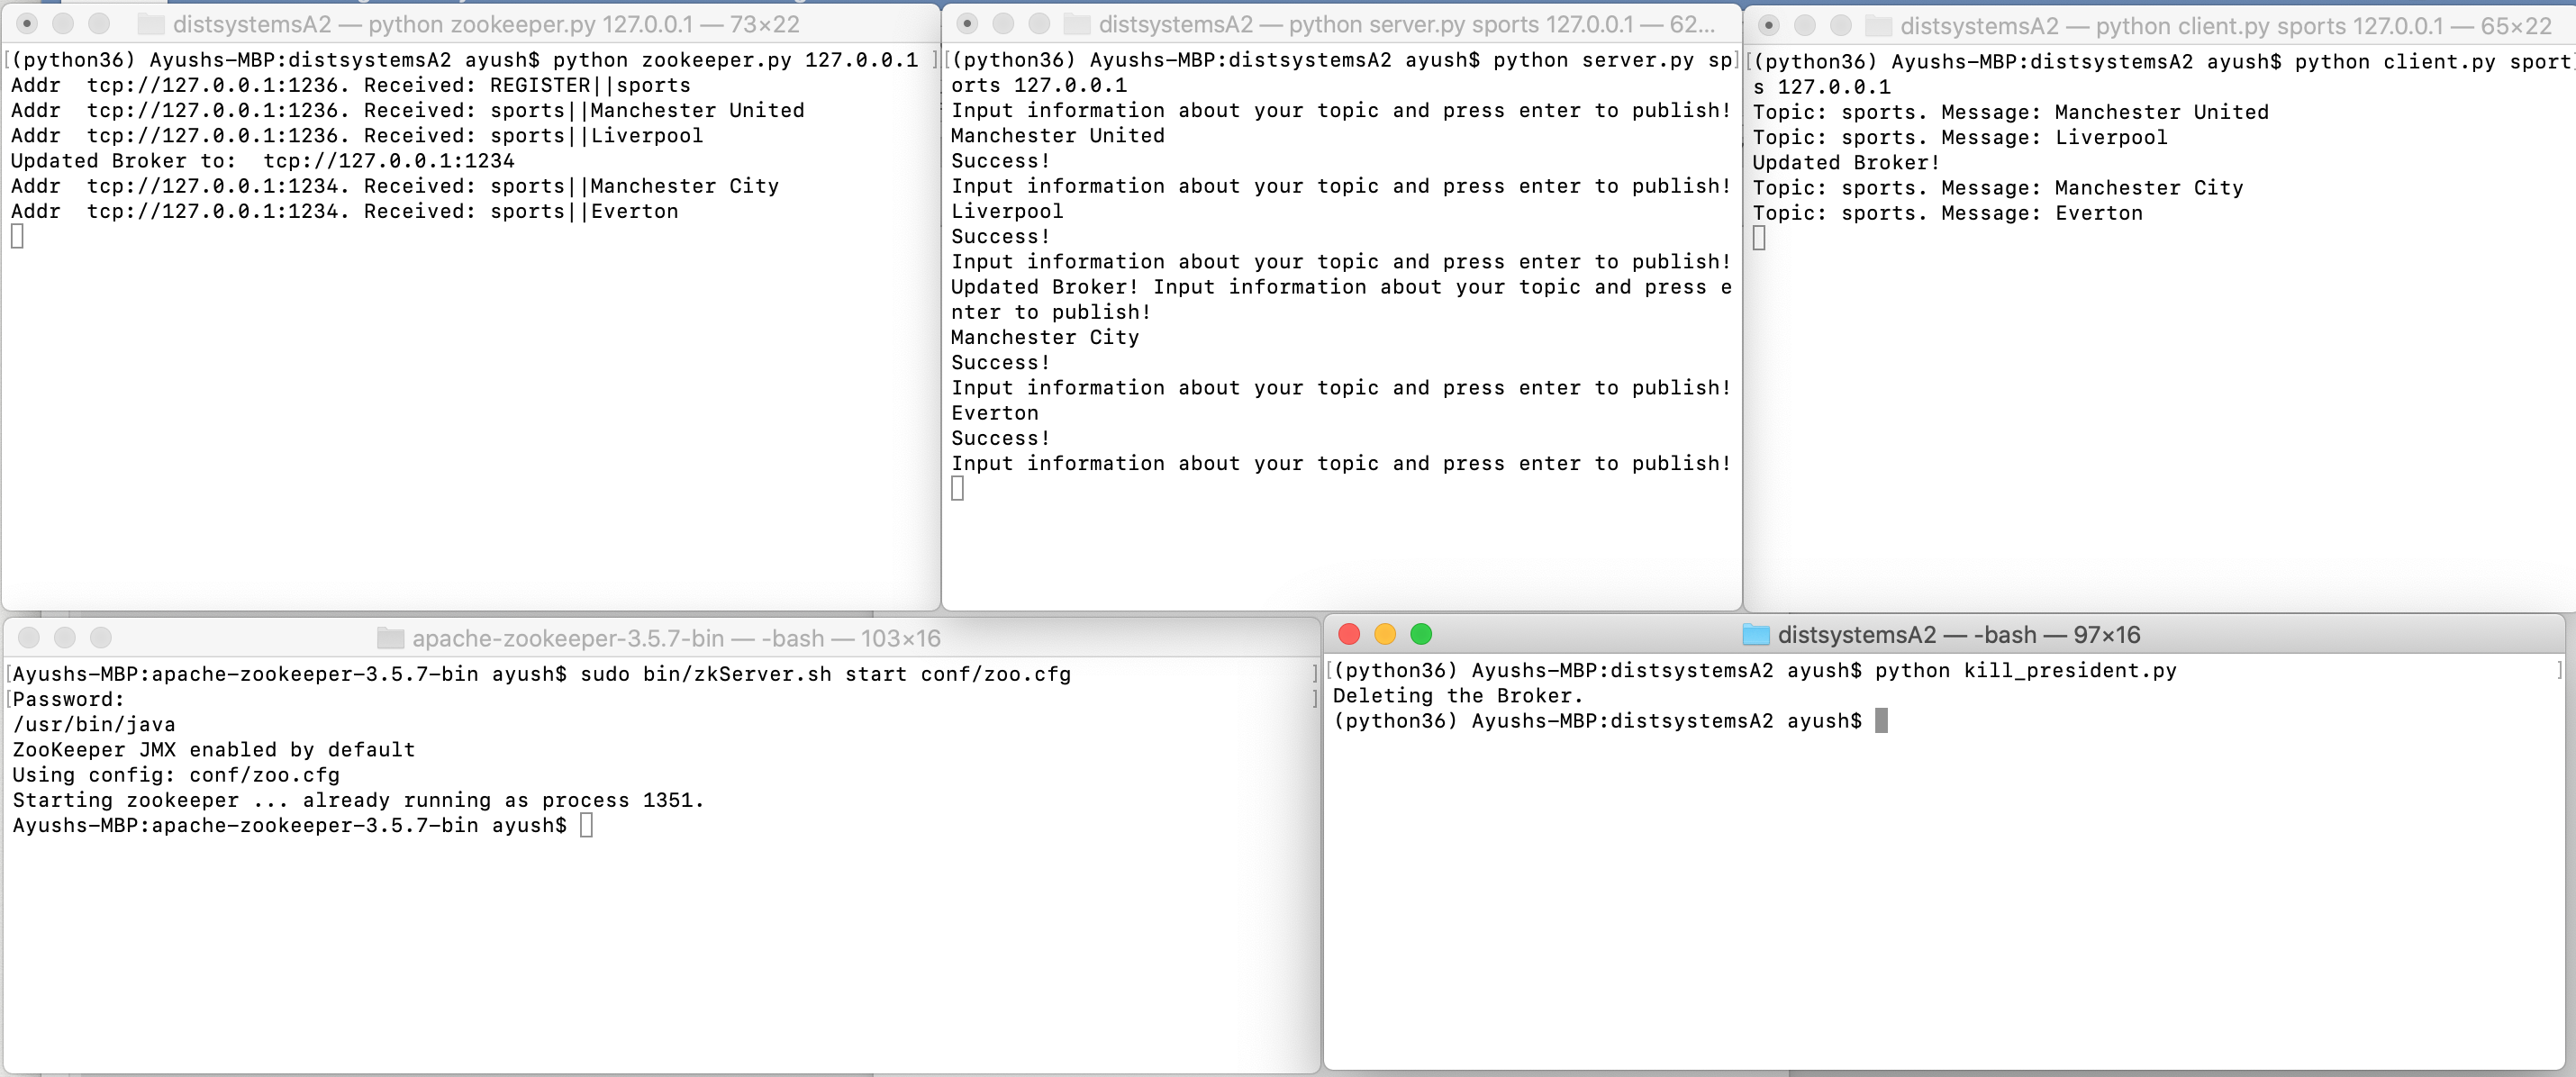 distsystemsA2 — python zookeeper.py 127.0.0.1 — 73×22
(python36) Ayushs-MBP:distsystemsA2 ayush$ python zookeeper.py 127.0.0.1
Addr  tcp://127.0.0.1:1236. Received: REGISTER||sports
Addr  tcp://127.0.0.1:1236. Received: sports||Manchester United
Addr  tcp://127.0.0.1:1236. Received: sports||Liverpool
Updated Broker to:  tcp://127.0.0.1:1234
Addr  tcp://127.0.0.1:1234. Received: sports||Manchester City
Addr  tcp://127.0.0.1:1234. Received: sports||Everton
distsystemsA2 — python server.py sports 127.0.0.1 — 62...
(python36) Ayushs-MBP:distsystemsA2 ayush$ python server.py sp
orts 127.0.0.1
Input information about your topic and press enter to publish!
Manchester United
Success!
Input information about your topic and press enter to publish!
Liverpool
Success!
Input information about your topic and press enter to publish!
Updated Broker! Input information about your topic and press e
nter to publish!
Manchester City
Success!
Input information about your topic and press enter to publish!
Everton
Success!
Input information about your topic and press enter to publish!
distsystemsA2 — python client.py sports 127.0.0.1 — 65×22
(python36) Ayushs-MBP:distsystemsA2 ayush$ python client.py sport
s 127.0.0.1
Topic: sports. Message: Manchester United
Topic: sports. Message: Liverpool
Updated Broker!
Topic: sports. Message: Manchester City
Topic: sports. Message: Everton
apache-zookeeper-3.5.7-bin — -bash — 103×16
Ayushs-MBP:apache-zookeeper-3.5.7-bin ayush$ sudo bin/zkServer.sh start conf/zoo.cfg
Password:
/usr/bin/java
ZooKeeper JMX enabled by default
Using config: conf/zoo.cfg
Starting zookeeper ... already running as process 1351.
Ayushs-MBP:apache-zookeeper-3.5.7-bin ayush$
distsystemsA2 — -bash — 97×16
(python36) Ayushs-MBP:distsystemsA2 ayush$ python kill_president.py
Deleting the Broker.
(python36) Ayushs-MBP:distsystemsA2 ayush$